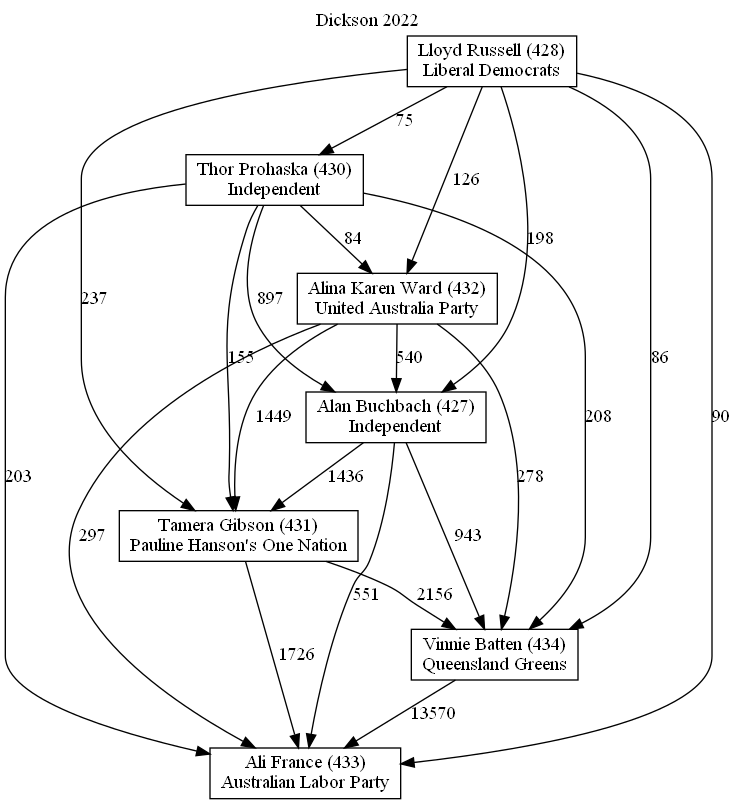 Dickson 2022
Lloyd Russell (428)
Liberal Democrats
75
Thor Prohaska (430)
Independent
126
84
198
Alina Karen Ward (432)
United Australia Party
237
897
155
540
86
Alan Buchbach (427)
Independent
1449
208
90
203
1436
278
Tamera Gibson (431)
Pauline Hanson's One Nation
297
943
551
2156
Vinnie Batten (434)
Queensland Greens
1726
13570
Ali France (433)
Australian Labor Party